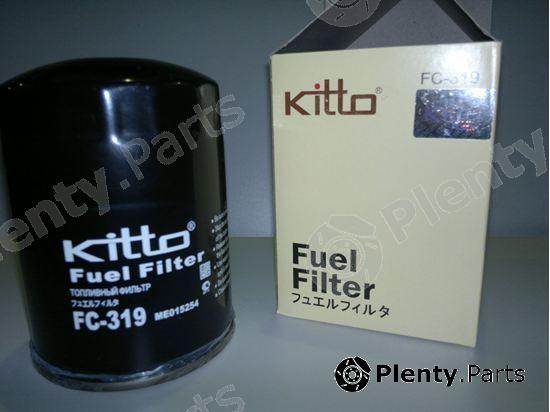 Kitto®
Fuel Filter
ТОПЛИВНЫЙ ФИЛЬТР
フュエルフィルタ
FC-319 ME015254
Kitto®
FC-319
Fuel
Filter
フュエルフィルタ
Plenty.Parts
Plenty.Parts
Plenty.Parts